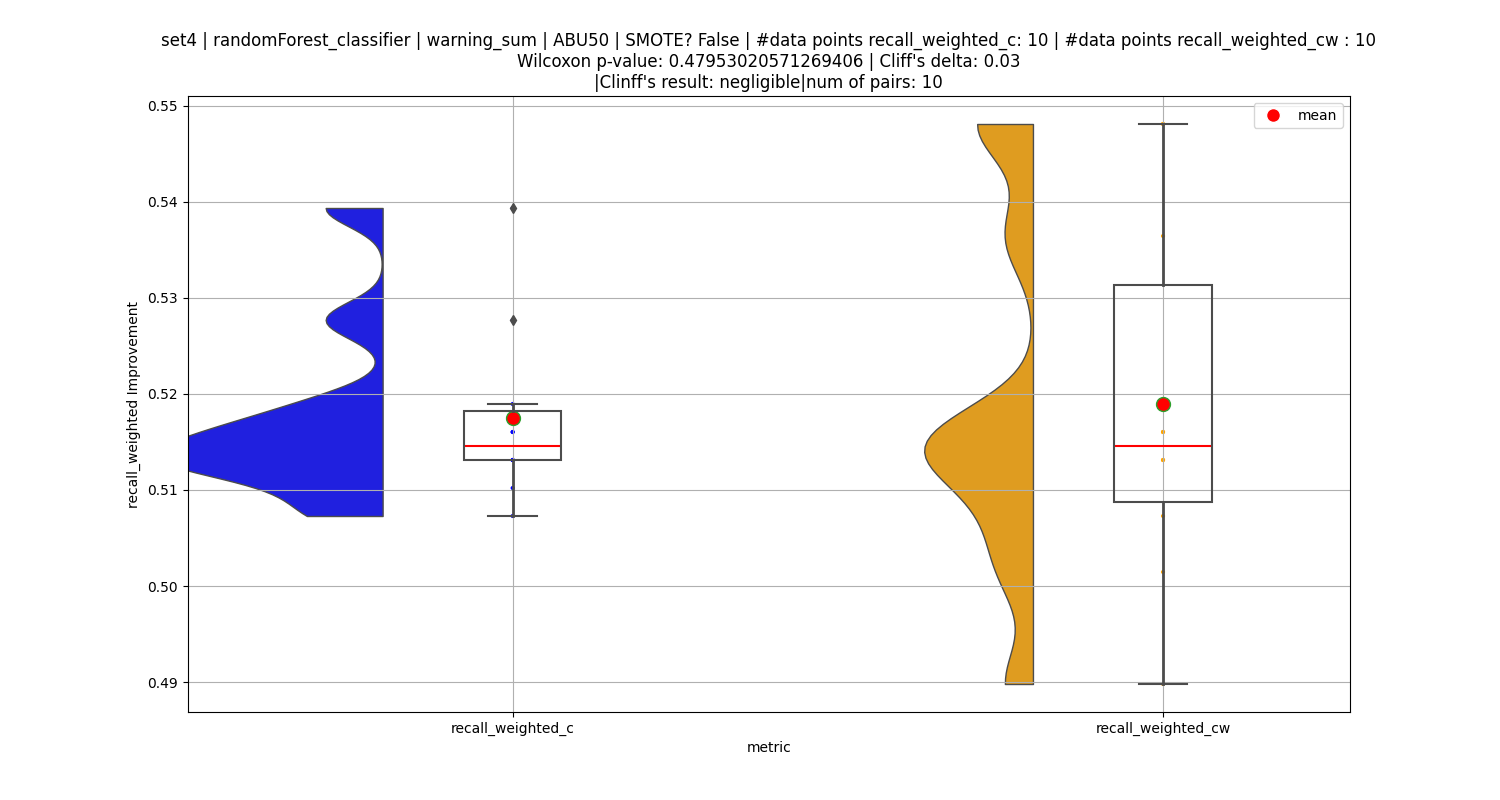 set4 | randomForest_classifier | warning_sum | ABU50 | SMOTE? False | #data points recall_weighted_c: 10 | #data points recall_weighted_cw : 10
Wilcoxon p-value: 0.47953020571269406 | Cliff's delta: 0.03
|Clinff's result: negligible|num of pairs: 10
mean
0.55
0.54
0.53
0.52
0.51
0.50
0.49
recall_weighted Improvement
recall_weighted_c
recall_weighted_cw
metric